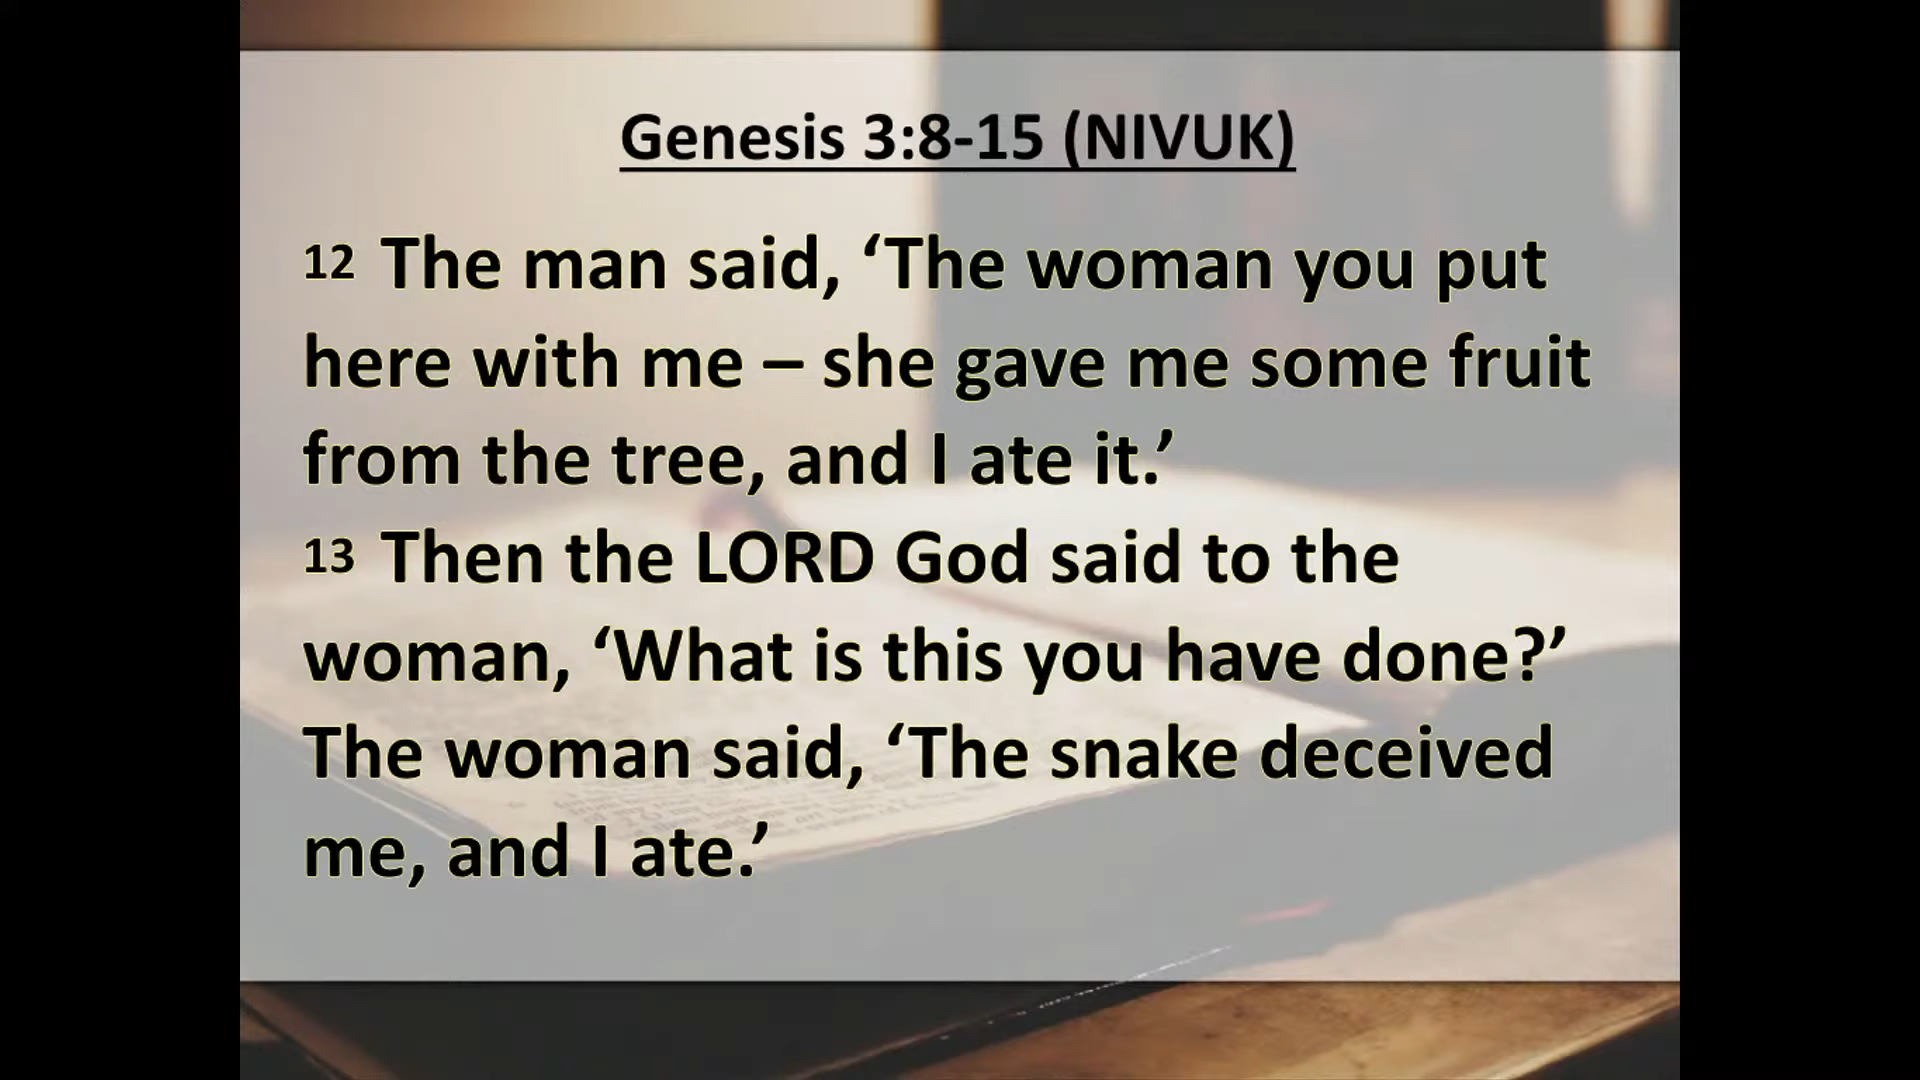 Genesis 3:8-15 (NIVUK)
12 The man said, ‘The woman you put
here with me – she gave me some fruit
from the tree, and I ate it.’
13 Then the LORD God said to the
woman, ‘What is this you have done?’
The woman said, ‘The snake deceived
me, and I ate.’